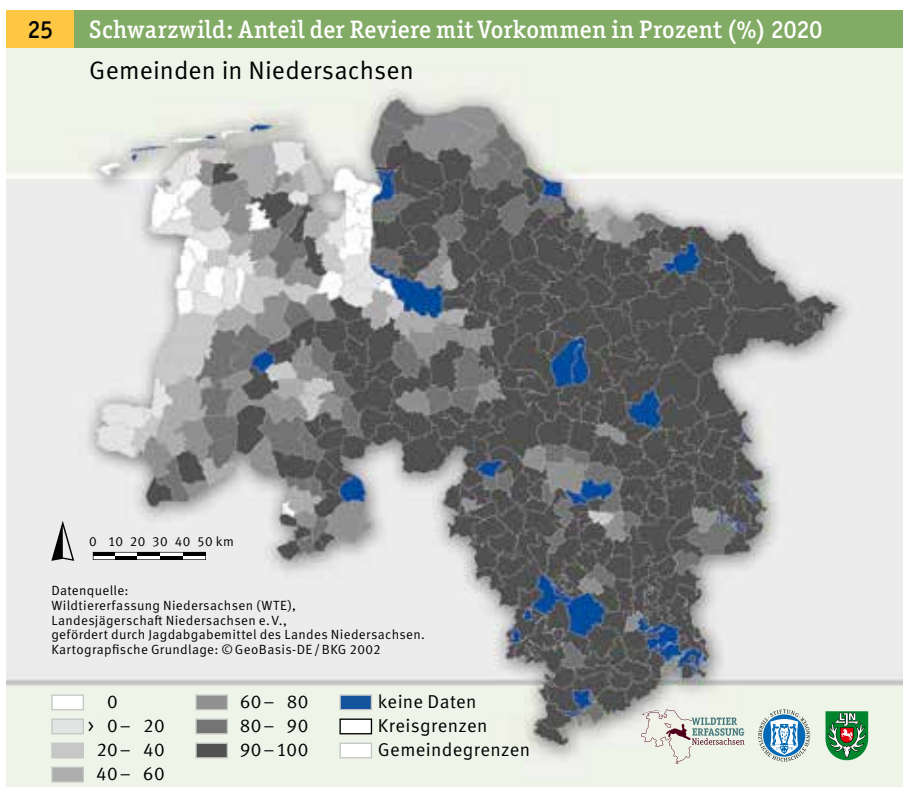 25 Schwarzwild: Anteil der Reviere mit Vorkommen in Prozent (%) 2020
Gemeinden in Niedersachsen
0 10 20 30 40 50 km
Datenquelle:
Wildtiererfassung Niedersachsen (WTE),
Landesjägerschaft Niedersachsen e. V.,
gefördert durch Jagdabgabemittel des Landes Niedersachsen.
Kartografische Grundlage: © GeoBasis-DE / BKG 2002
0
> 0 – 20
20 – 40
40 – 60
60 – 80
80 – 90
90 – 100
keine Daten
Kreisgrenzen
Gemeindegrenzen
WILDTIER
ERFASSUNG
Niedersachsen
LJN